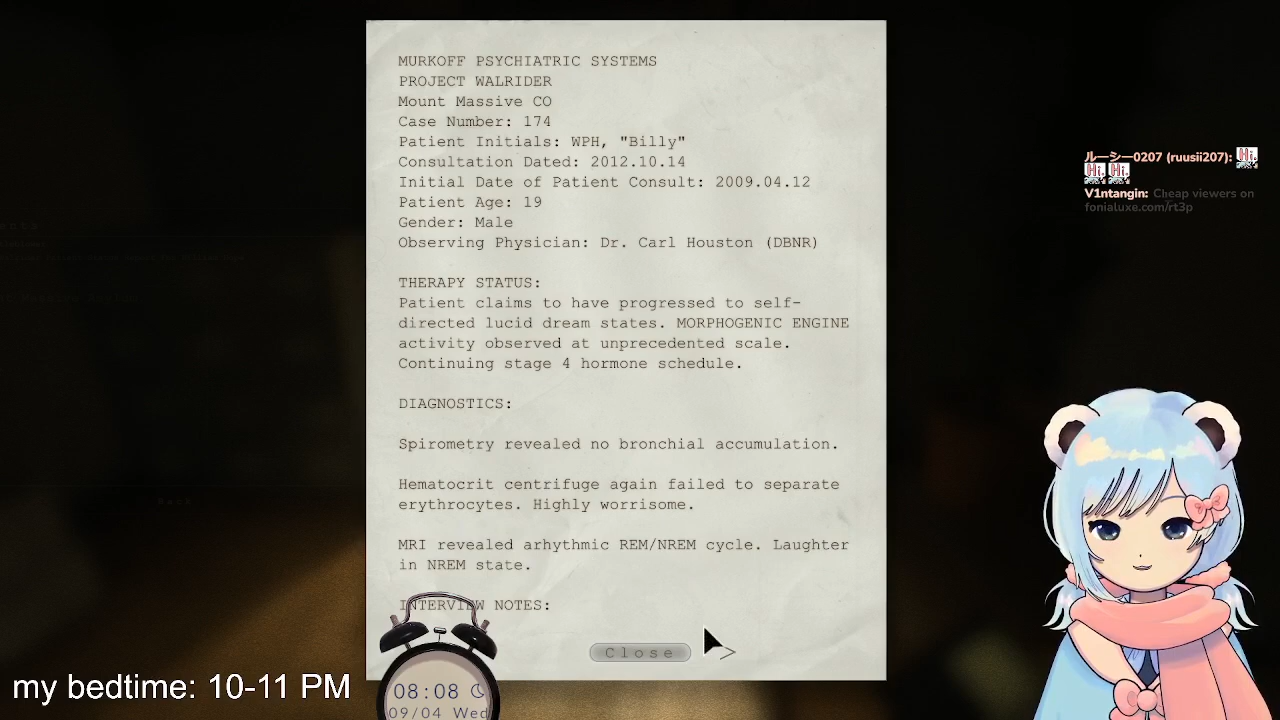 MURKOFF PSYCHIATRIC SYSTEMS
PROJECT WALRIDER
Mount Massive CO
Case Number: 174
Patient Initials: WPH, "Billy"
Consultation Dated: 2012.10.14
Initial Date of Patient Consult: 2009.04.12
Patient Age: 19
Gender: Male
Observing Physician: Dr. Carl Houston (DBNR)
THERAPY STATUS:
Patient claims to have progressed to self-
directed lucid dream states. MORPHOGENIC ENGINE
activity observed at unprecedented scale.
Continuing stage 4 hormone schedule.
DIAGNOSTICS:
Spirometry revealed no bronchial accumulation.
Hematocrit centrifuge again failed to separate
erythrocytes. Highly worrisome.
MRI revealed arhythmic REM/NREM cycle. Laughter
in NREM state.
INTERVIEW NOTES:
Close >
08:08
09/04 Wed
my bedtime: 10-11 PM
ルーシー0207 (ruusii207): Hi.
Hi. Hi.
V1ntangin: Cheap viewers on
fonialuxe.com/rt3p